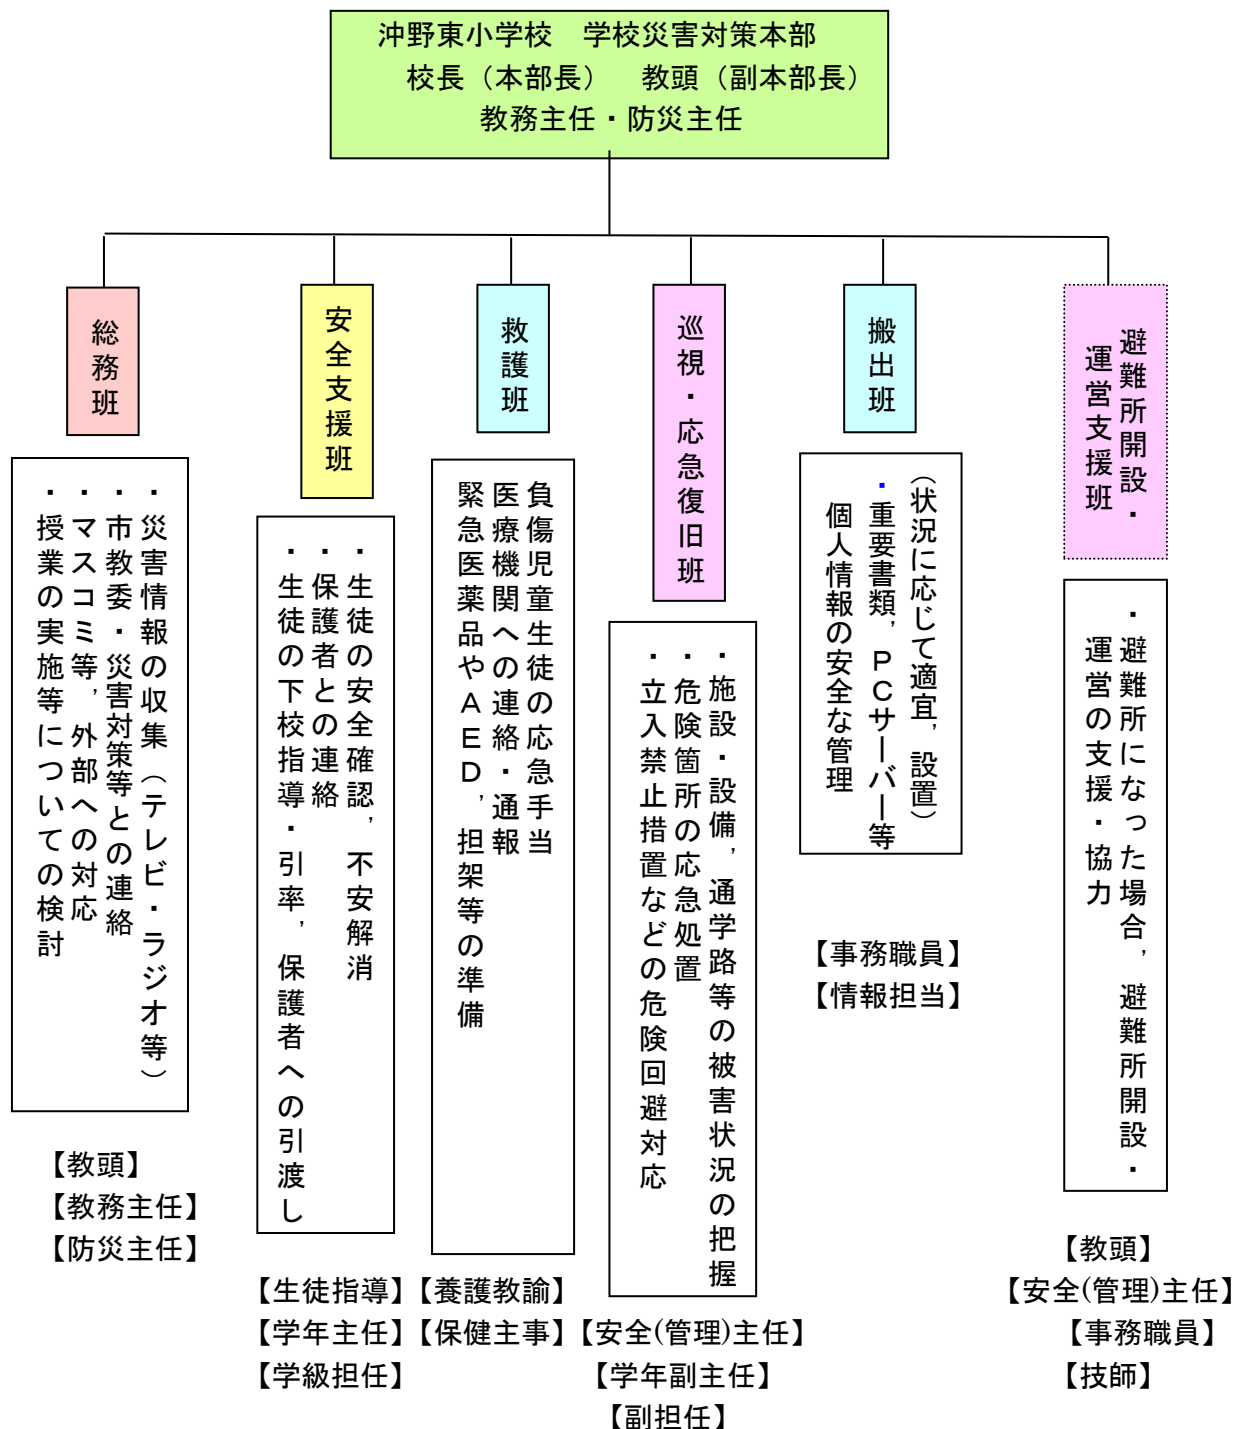 沖野東小学校　学校災害対策本部
校長（本部長）　教頭（副本部長）
教務主任・防災主任
総務班
・災害情報の収集（テレビ・ラジオ等）
・市教委・災害対策等との連絡
・マスコミ等，外部への対応
・授業の実施等についての検討
【教頭】
【教務主任】
【防災主任】
安全支援班
・生徒の安全確認，不安解消
・保護者との連絡
・生徒の下校指導・引率，保護者への引渡し
【生徒指導】
【学年主任】
【学級担任】
救護班
負傷児童生徒の応急手当
医療機関への連絡・通報
緊急医薬品やＡＥＤ，担架等の準備
【養護教諭】
【保健主事】
巡視・応急復旧班
・施設・設備，通学路等の被害状況の把握
・危険箇所の応急処置
・立入禁止措置などの危険回避対応
【安全(管理)主任】
【学年副主任】
【副担任】
搬出班
（状況に応じて適宜，設置）
・重要書類，ＰＣサーバー等
個人情報の安全な管理
【事務職員】
【情報担当】
避難所開設・
運営支援班
・避難所になった場合，避難所開設・
運営の支援・協力
【教頭】
【安全(管理)主任】
【事務職員】
【技師】